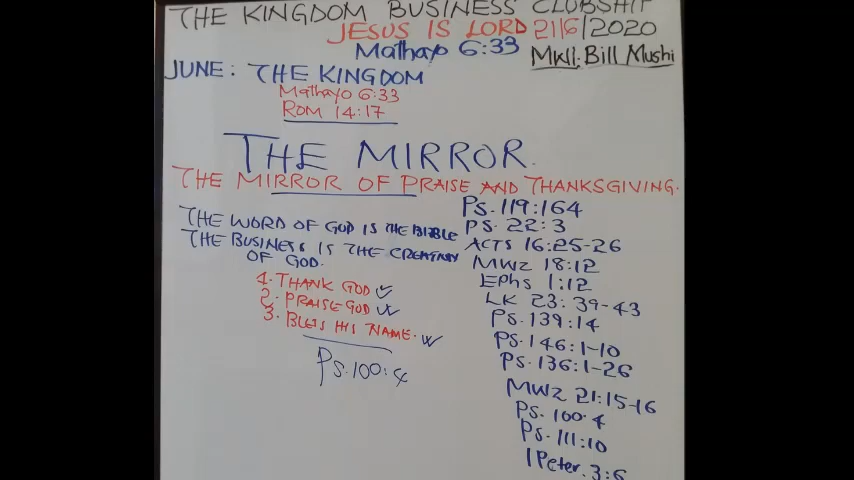 THE KINGDOM BUSINESS CLUBSHIP
JESUS IS LORD 21/6/2020
Mathayo 6:33
Mkll: Bill Mushi
JUNE: THE KINGDOM
Mathayo 6:33
ROM 14:17
THE MIRROR.
THE MIRROR OF PRAISE AND THANKSGIVING.
THE WORD OF GOD IS THE BIBLE
THE BUSINESS IS THE
OF GOD.
1. THANK GOD
2. PRAISE GOD
3. BLESS HIS NAME.
Ps. 100:4
Ps. 119:164
PS. 22:3
ACTS 16:25-26
MWZ 18:12
EPhs 1:12
LK 23:39-43
Ps. 139:14
Ps. 146:1-10
Ps. 136:1-26
MWZ 21:15-16
Ps. 100:4
Ps. 111:10
1 Peter. 3:6